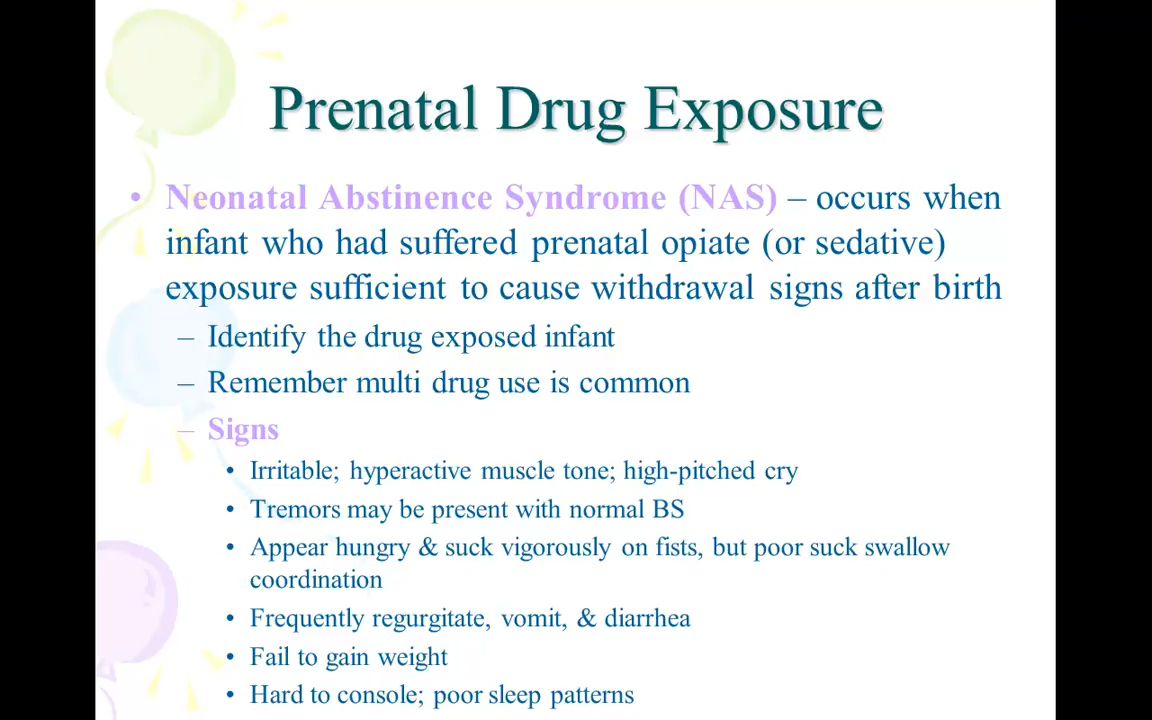 Prenatal Drug Exposure
• Neonatal Abstinence Syndrome (NAS) – occurs when
infant who had suffered prenatal opiate (or sedative)
exposure sufficient to cause withdrawal signs after birth
– Identify the drug exposed infant
– Remember multi drug use is common
– Signs
• Irritable; hyperactive muscle tone; high-pitched cry
• Tremors may be present with normal BS
• Appear hungry & suck vigorously on fists, but poor suck swallow
coordination
• Frequently regurgitate, vomit, & diarrhea
• Fail to gain weight
• Hard to console; poor sleep patterns